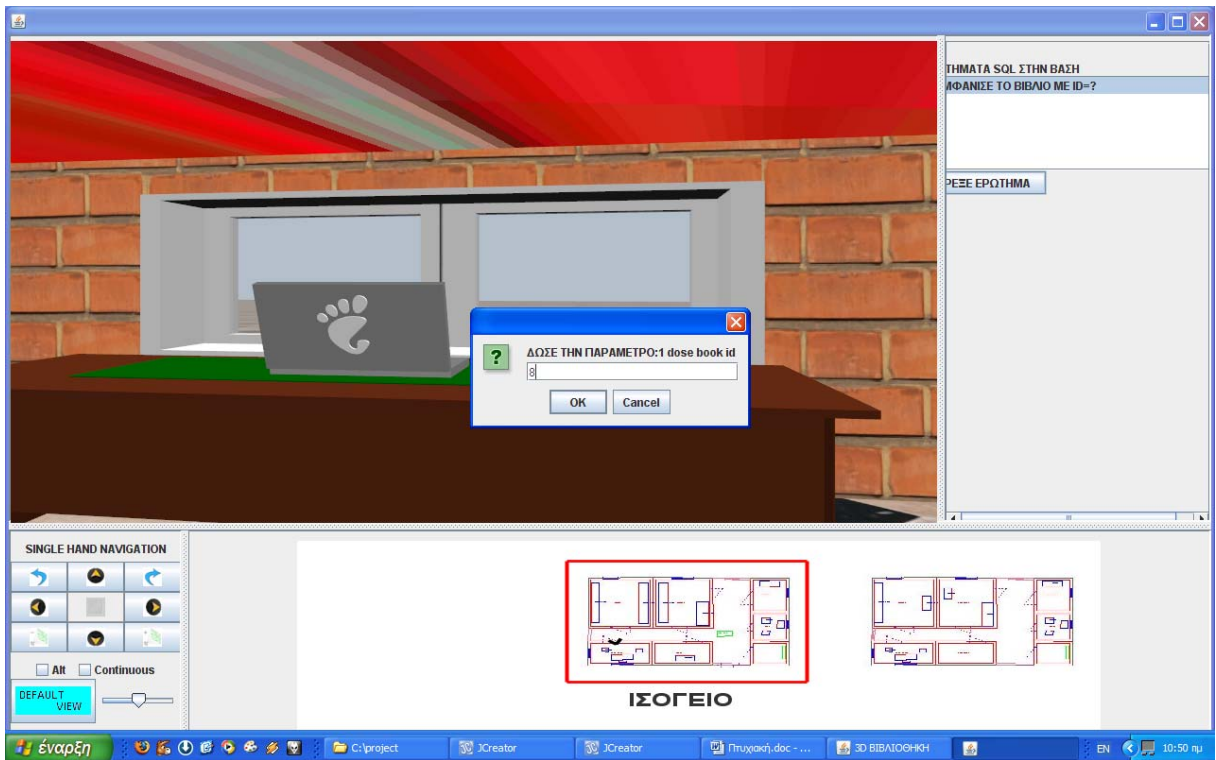 ΤΗΜΑΤΑ SQL ΣΤΗΝ ΒΑΣΗ
ΜΦΑΝΙΣΕ ΤΟ ΒΙΒΛΙΟ ΜΕ ID=?
ΡΕΞΕ ΕΡΩΤΗΜΑ
ΔΩΣΕ ΤΗΝ ΠΑΡΑΜΕΤΡΟ:1 dose book id
8
OK Cancel
SINGLE HAND NAVIGATION
Alt Continuous
DEFAULT
VIEW
ΙΣΟΓΕΙΟ
έναρξη C:\project JCreator JCreator Πτυχιακή.doc - ... 3D ΒΙΒΛΙΟΘΗΚΗ EN 10:50 πμ